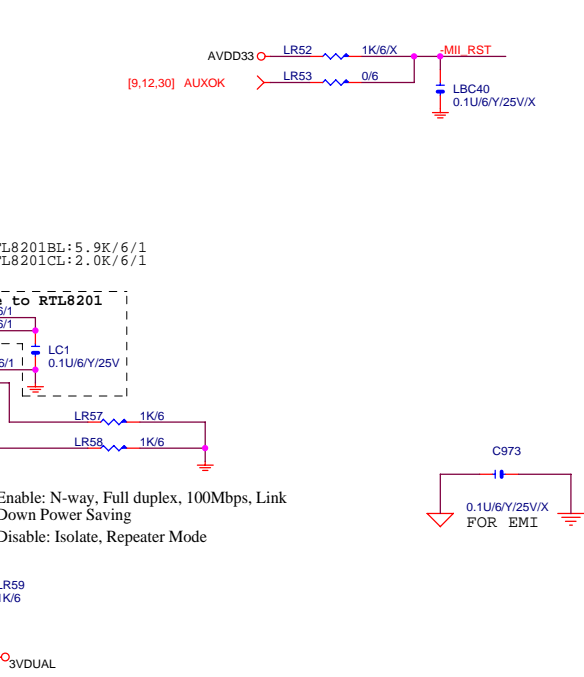 AVDD33 LR52 1K/6/X -MII_RST
[9,12,30] AUXOK LR53 0/6
LBC40
0.1U/6/Y/25V/X
TL8201BL:5.9K/6/1
TL8201CL:2.0K/6/1
e to RTL8201
6/1
6/1
LC1
6/1 0.1U/6/Y/25V
LR57 1K/6
LR58 1K/6
C973
0.1U/6/Y/25V/X
FOR EMI
Enable: N-way, Full duplex, 100Mbps, Link
Down Power Saving
Disable: Isolate, Repeater Mode
LR59
1K/6
3VDUAL